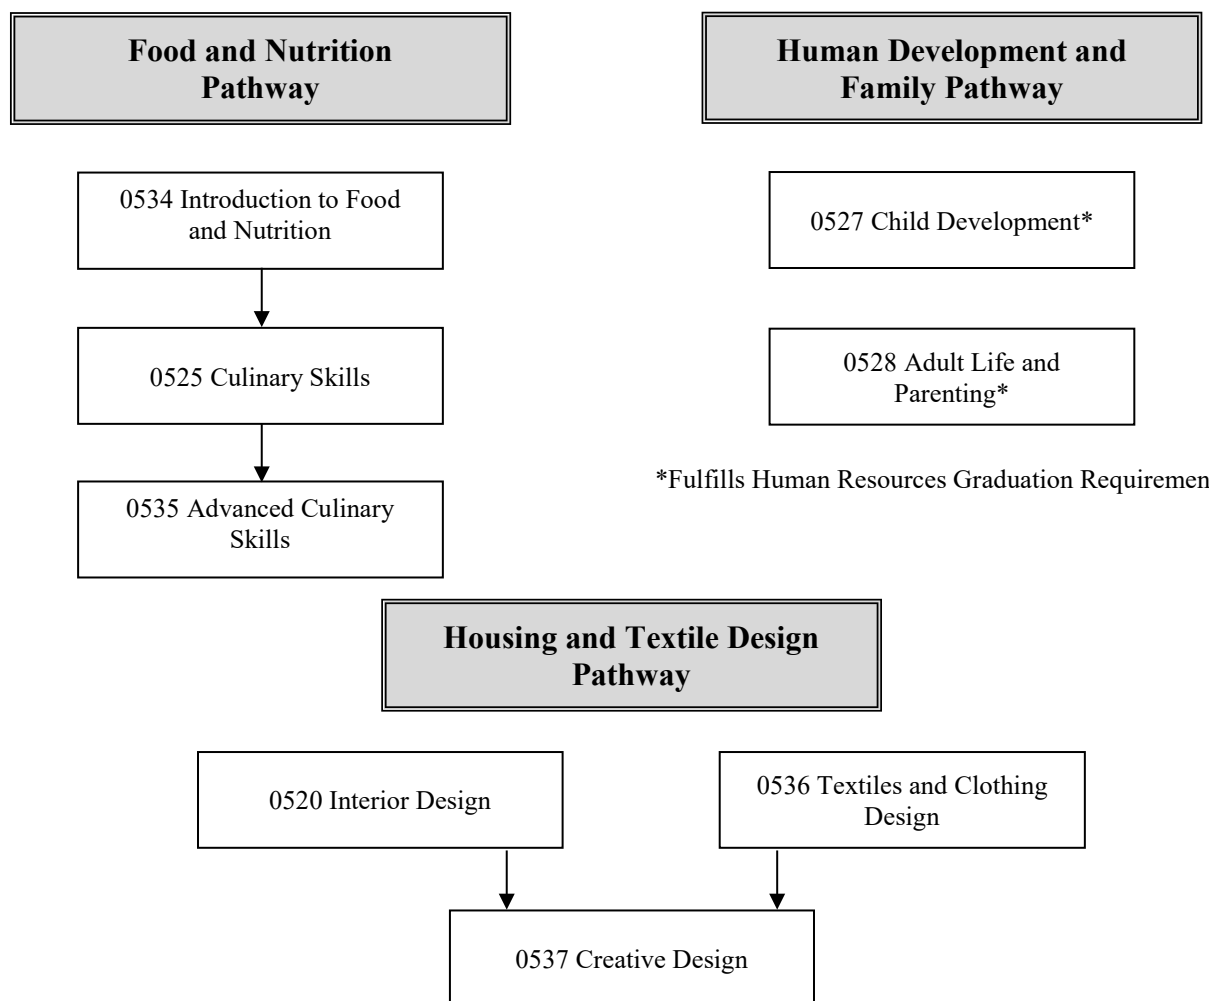 Food and Nutrition
Pathway
0534 Introduction to Food
and Nutrition
0525 Culinary Skills
0535 Advanced Culinary
Skills
Human Development and
Family Pathway
0527 Child Development*
0528 Adult Life and
Parenting*
*Fulfills Human Resources Graduation Requiremen
Housing and Textile Design
Pathway
0520 Interior Design
0536 Textiles and Clothing
Design
0537 Creative Design